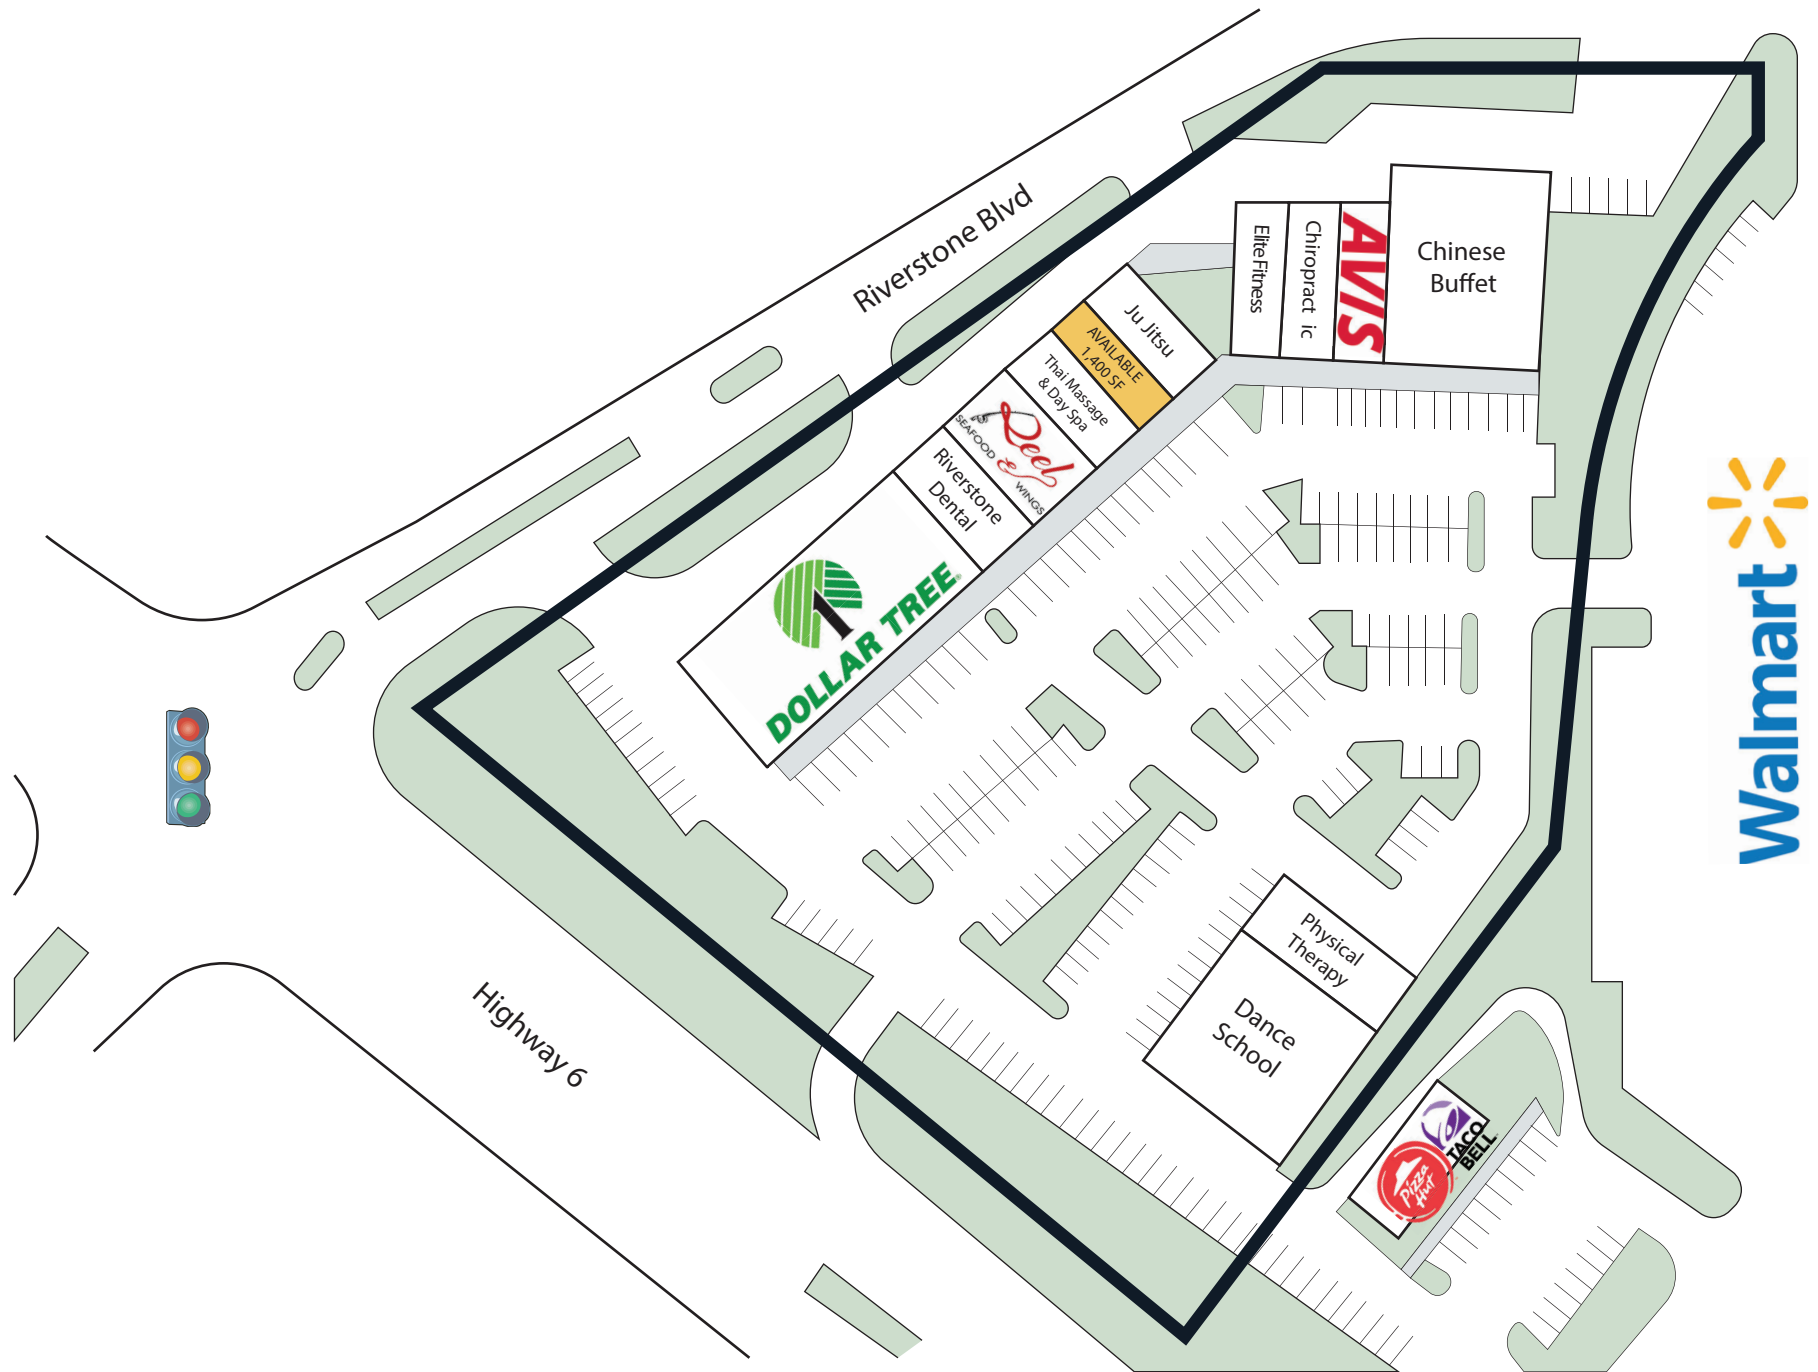 Riverstone Blvd
Elite Fitness
Chiropract ic
AVIS
Chinese
Buffet
Ju Jitsu
AVAILABLE
1,400 SF
Thai Massage
& Day Spa
Reel
SEAFOOD & WINGS
Riverstone
Dental
1
DOLLAR TREE
Walmart
Physical
Therapy
Dance
School
Highway 6
TACO
BELL
Pizza
Hut